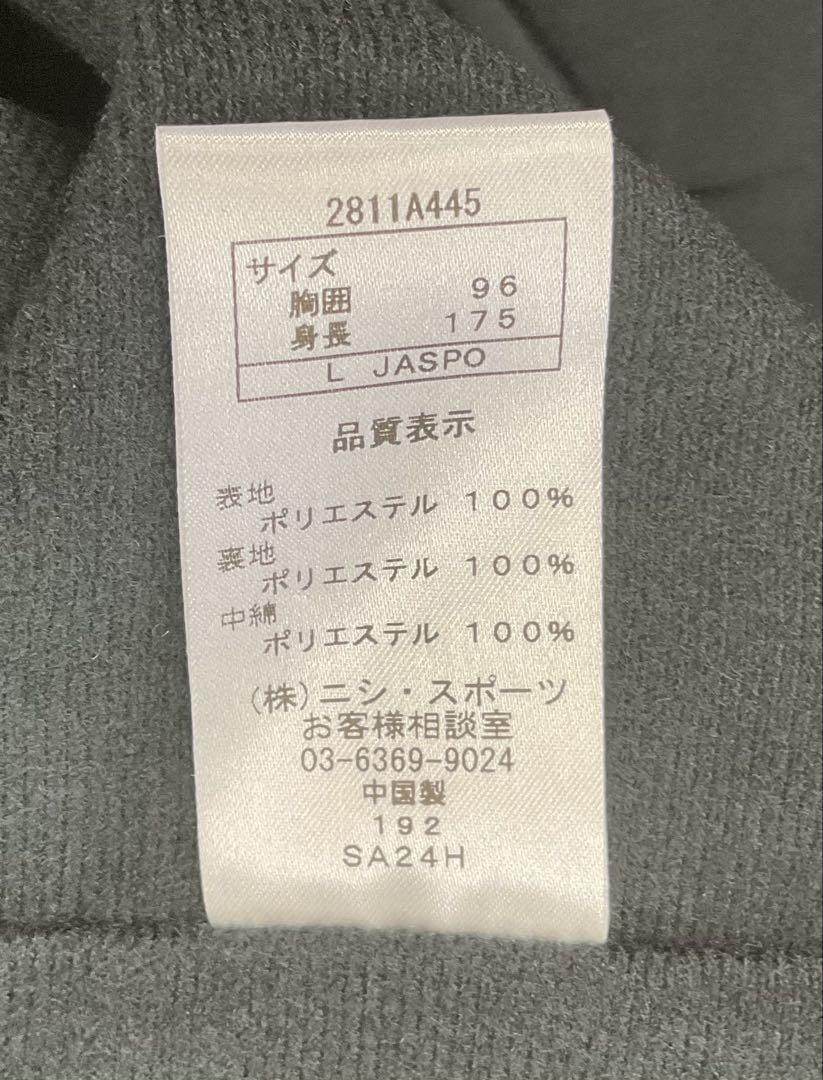 2811A445
サイズ
胸囲 96
身長 175
L JASPO
品質表示
表地
ポリエステル 100%
裏地
ポリエステル 100%
中綿
ポリエステル 100%
(株)ニシ・スポーツ
お客様相談室
03-6369-9024
中国製
192
SA24H